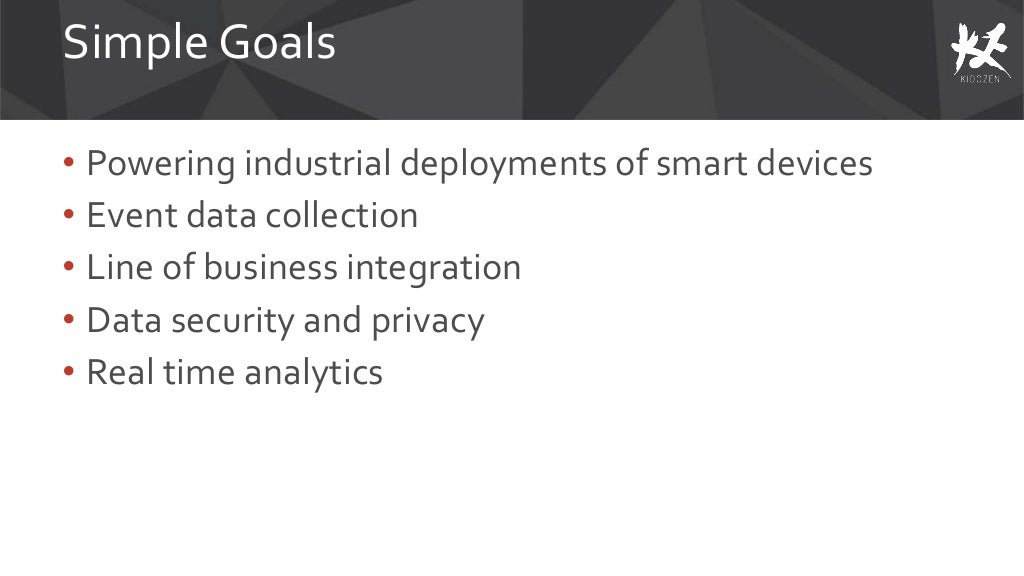 Simple Goals
KIDOZEN
• Powering industrial deployments of smart devices
• Event data collection
• Line of business integration
• Data security and privacy
• Real time analytics